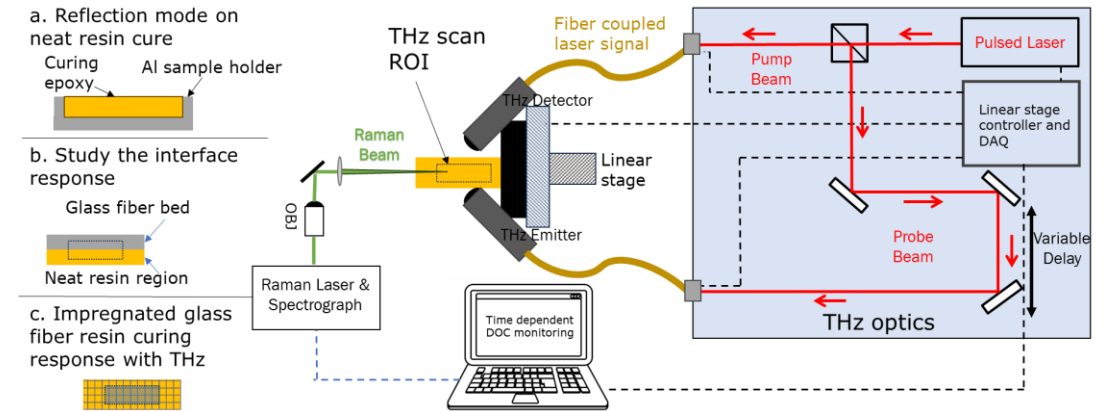 a. Reflection mode on
neat resin cure
Curing
epoxy
Al sample holder
b. Study the interface
response
Glass fiber bed
Neat resin region
c. Impregnated glass
fiber resin curing
response with THz
THz scan
ROI
Raman
Beam
OBJ
Raman Laser &
Spectrograph
Fiber coupled
laser signal
THz Detector
Linear
stage
THz Emitter
Time dependent
DOC monitoring
Pump
Beam
Pulsed Laser
Linear stage
controller and
DAQ
Probe
Beam
Variable
Delay
THz optics